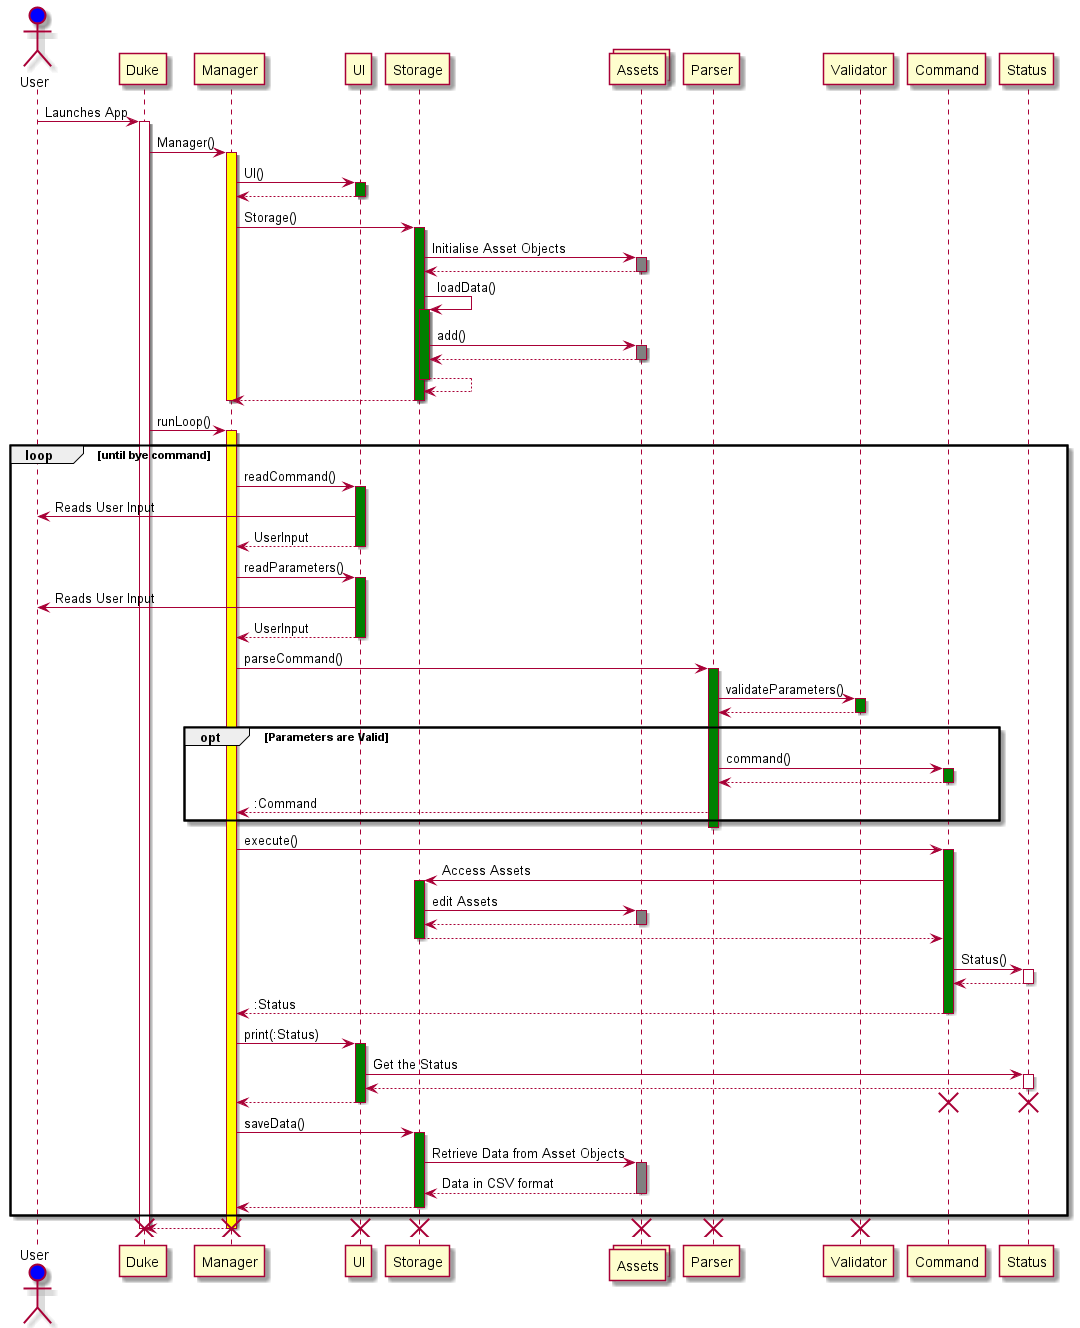 User
Duke
Manager
UI
Storage
Assets
Parser
Validator
Command
Status
Launches App
Manager()
UI()
Storage()
Initialise Asset Objects
loadData()
add()
runLoop()
loop [until bye command]
readCommand()
Reads User Input
UserInput
readParameters()
Reads User Input
UserInput
parseCommand()
validateParameters()
opt [Parameters are Valid]
command()
:Command
execute()
Access Assets
edit Assets
Status()
:Status
print(:Status)
Get the Status
saveData()
Retrieve Data from Asset Objects
Data in CSV format
User
Duke
Manager
UI
Storage
Assets
Parser
Validator
Command
Status